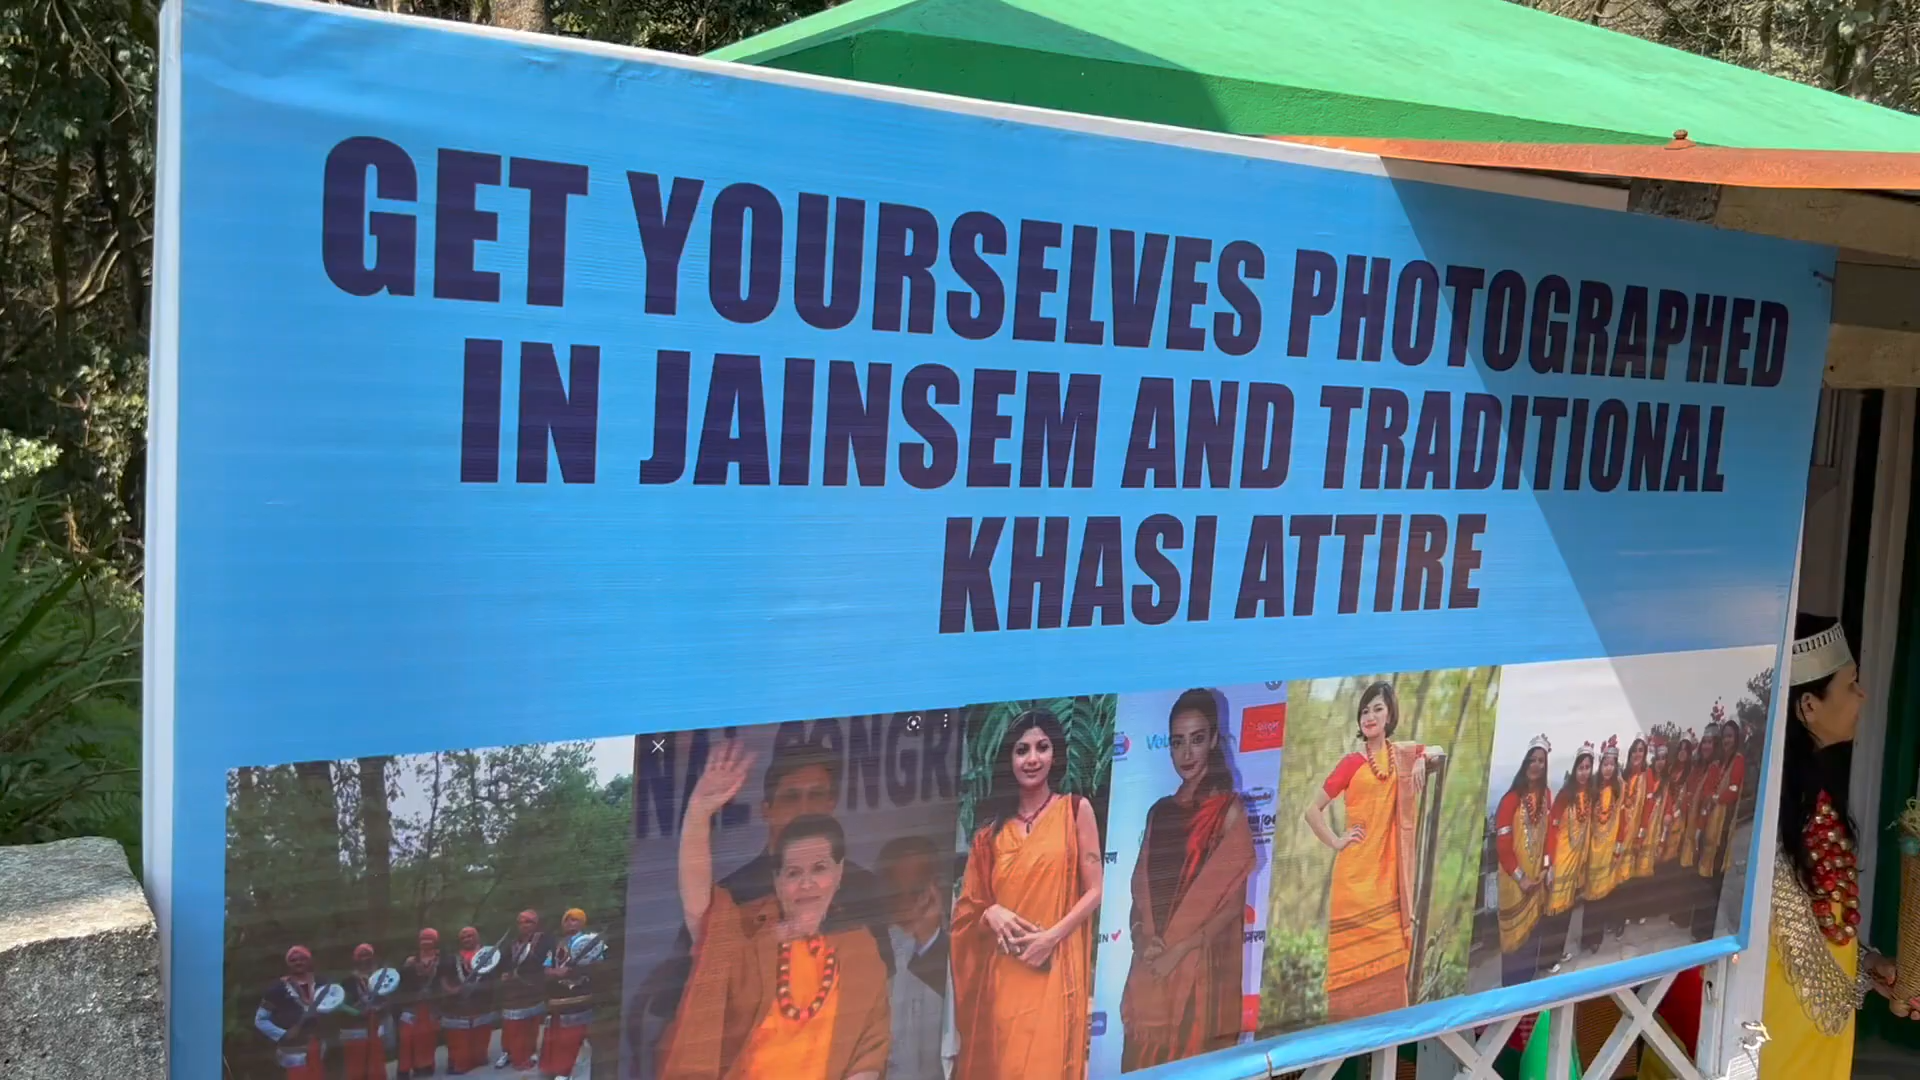 GET YOURSELVES PHOTOGRAPHED
IN JAINSEM AND TRADITIONAL
KHASI ATTIRE